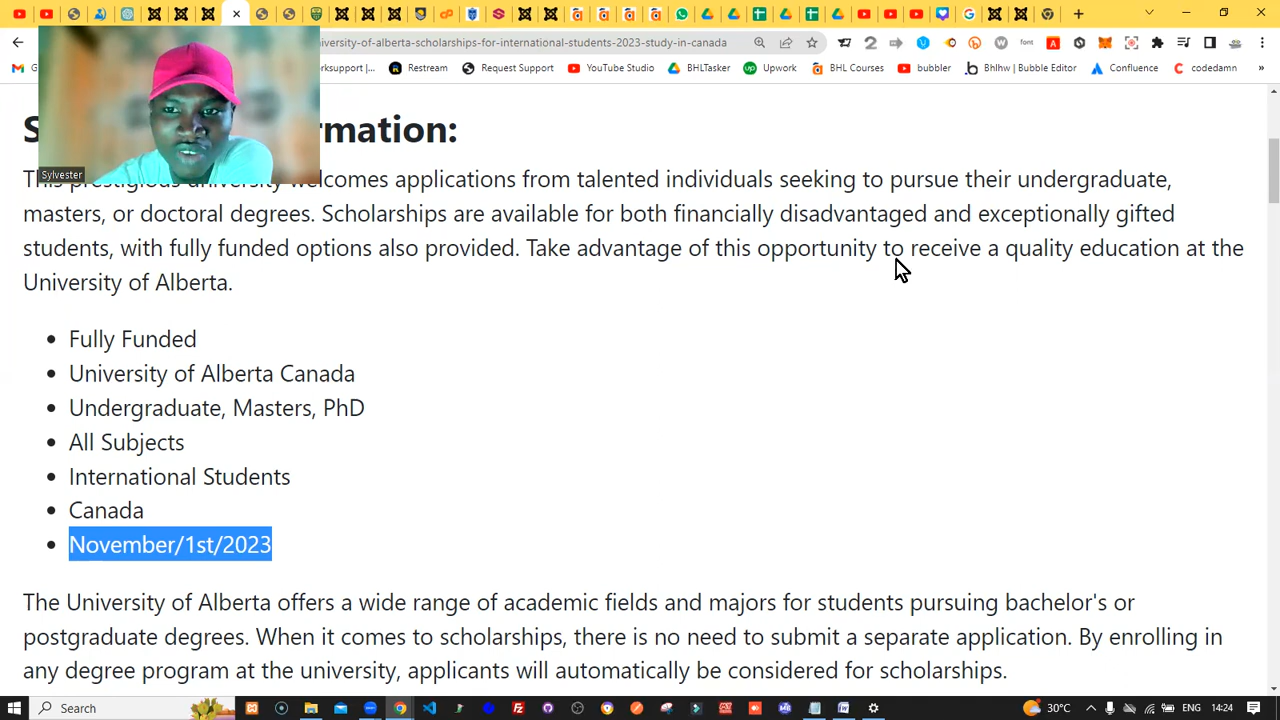 iversity-of-alberta-scholarships-for-international-students-2023-study-in-canada
rksupport |... Restream Request Support YouTube Studio BHLTasker Upwork BHL Courses bubbler Bhlhw | Bubble Editor Confluence codedamn »
rmation:
Sylvester
This prestigious university welcomes applications from talented individuals seeking to pursue their undergraduate,
masters, or doctoral degrees. Scholarships are available for both financially disadvantaged and exceptionally gifted
students, with fully funded options also provided. Take advantage of this opportunity to receive a quality education at the
University of Alberta.
• Fully Funded
• University of Alberta Canada
• Undergraduate, Masters, PhD
• All Subjects
• International Students
• Canada
• November/1st/2023
The University of Alberta offers a wide range of academic fields and majors for students pursuing bachelor's or
postgraduate degrees. When it comes to scholarships, there is no need to submit a separate application. By enrolling in
any degree program at the university, applicants will automatically be considered for scholarships.
Search 30°C ENG 14:24